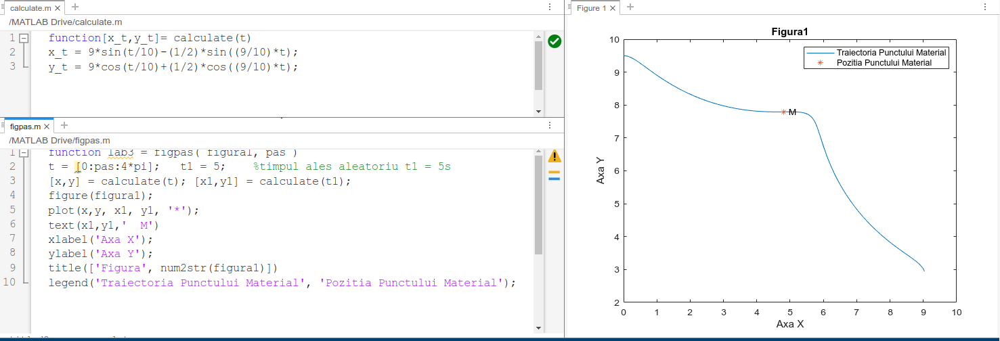 calculate.m
/MATLAB Drive/calculate.m
1 function[x_t,y_t]= calculate(t)
2 x_t = 9*sin(t/10)-(1/2)*sin((9/10)*t);
3 y_t = 9*cos(t/10)+(1/2)*cos((9/10)*t);
figpas.m
/MATLAB Drive/figpas.m
1 function lab3 = figpas( figura1, pas )
2 t = [0:pas:4*pi]; t1 = 5; %timpul ales aleatoriu t1 = 5s
3 [x,y] = calculate(t); [x1,y1] = calculate(t1);
4 figure(figura1);
5 plot(x,y, x1, y1, '*');
6 text(x1,y1,' M')
7 xlabel('Axa X');
8 ylabel('Axa Y');
9 title(['Figura', num2str(figura1)])
10 legend('Traiectoria Punctului Material', 'Pozitia Punctului Material');
Figure 1
Figura1
Traiectoria Punctului Material
Pozitia Punctului Material
M
Axa Y
10
9
8
7
6
5
4
3
2
0 1 2 3 4 5 6 7 8 9 10
Axa X